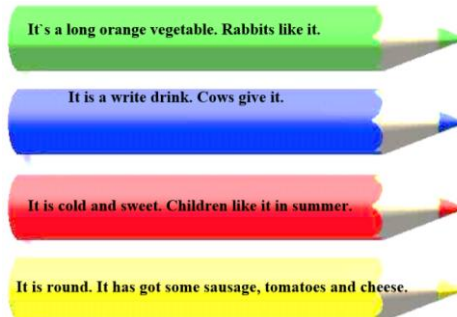 It`s a long orange vegetable. Rabbits like it.
It is a write drink. Cows give it.
It is cold and sweet. Children like it in summer.
It is round. It has got some sausage, tomatoes and cheese.